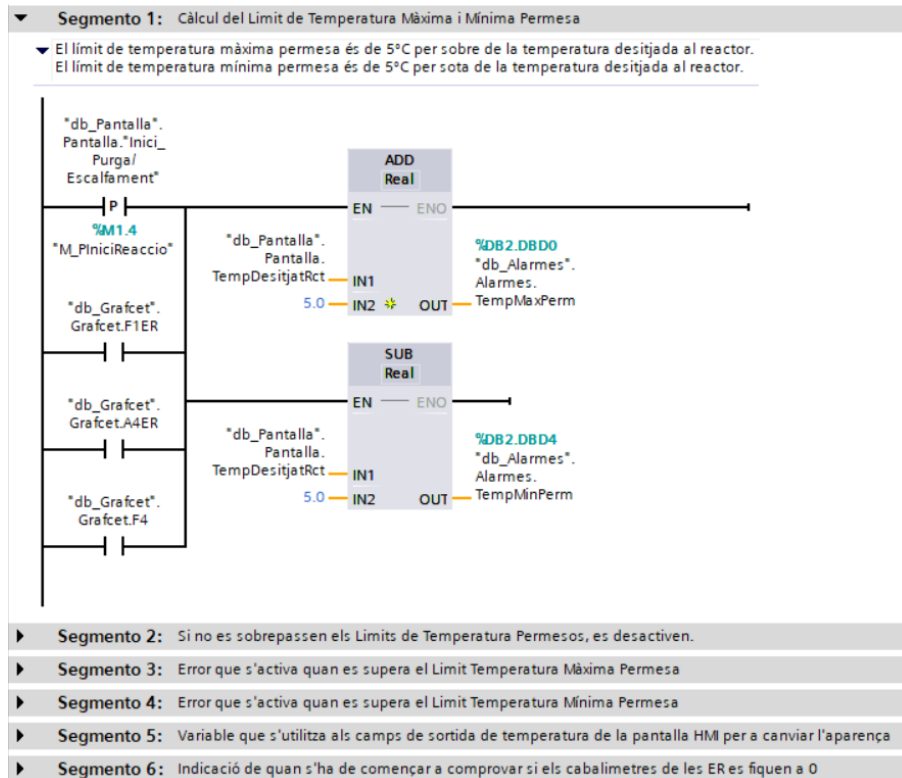 Segmento 1: Càlcul del Limit de Temperatura Màxima i Mínima Permesa
El límit de temperatura màxima permesa és de 5ºC per sobre de la temperatura desitjada al reactor.
El límit de temperatura mínima permesa és de 5ºC per sota de la temperatura desitjada al reactor.
"db_Pantalla".
Pantalla."Inici_
Purga/
Escalfament"
P
%M1.4
"M_PIniciReaccio"
"db_Grafcet".
Grafcet.F1ER
"db_Grafcet".
Grafcet.A4ER
"db_Grafcet".
Grafcet.F4
ADD
Real
EN ENO
"db_Pantalla".
Pantalla.
TempDesitjatRct IN1
5.0 IN2 OUT
%DB2.DBD0
"db_Alarmes".
Alarmes.
TempMaxPerm
SUB
Real
EN ENO
"db_Pantalla".
Pantalla.
TempDesitjatRct IN1
5.0 IN2 OUT
%DB2.DBD4
"db_Alarmes".
Alarmes.
TempMinPerm
Segmento 2: Si no es sobrepassen els Limits de Temperatura Permesos, es desactiven.
Segmento 3: Error que s'activa quan es supera el Limit Temperatura Màxima Permesa
Segmento 4: Error que s'activa quan es supera el Limit Temperatura Mínima Permesa
Segmento 5: Variable que s'utilitza als camps de sortida de temperatura de la pantalla HMI per a canviar l'aparença
Segmento 6: Indicació de quan s'ha de començar a comprovar si els cabalimetres de les ER es fiquen a 0